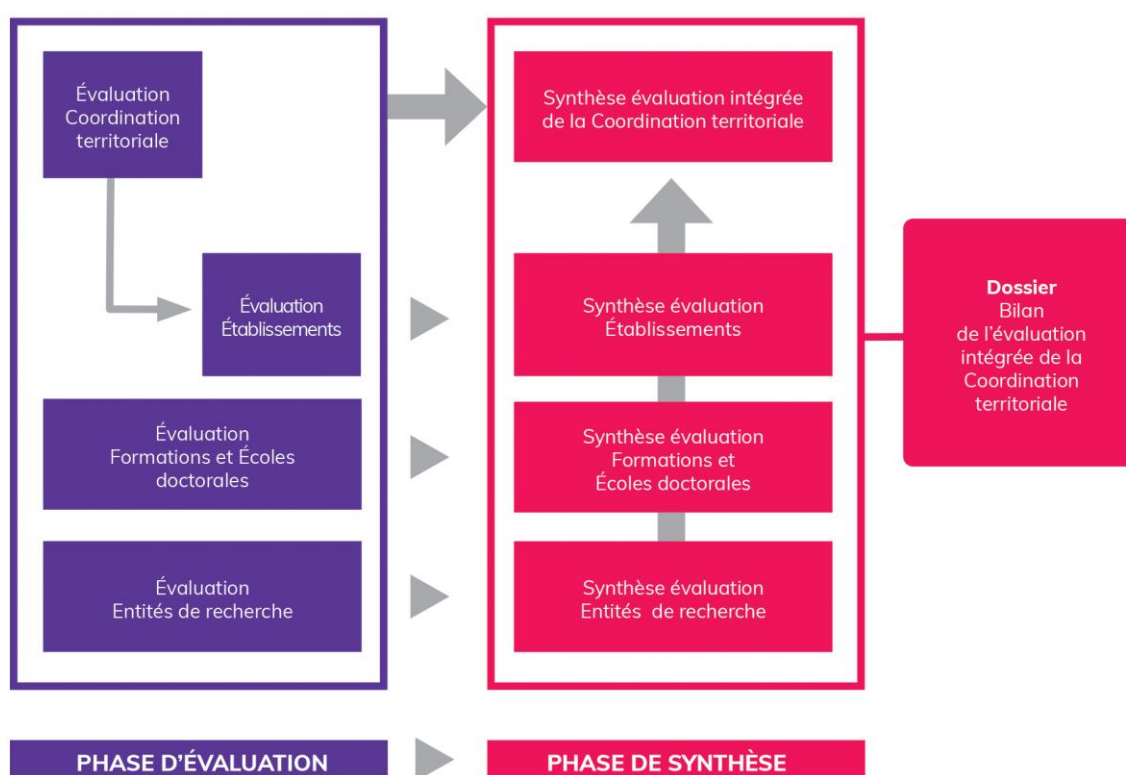 Évaluation
Coordination
territoriale
Synthèse évaluation intégrée
de la Coordination territoriale
Évaluation
Établissements
Synthèse évaluation
Établissements
Dossier
Bilan
de l'évaluation
intégrée de la
Coordination
territoriale
Évaluation
Formations et Écoles
doctorales
Synthèse évaluation
Formations et
Écoles doctorales
Évaluation
Entités de recherche
Synthèse évaluation
Entités de recherche
PHASE D'ÉVALUATION
PHASE DE SYNTHÈSE